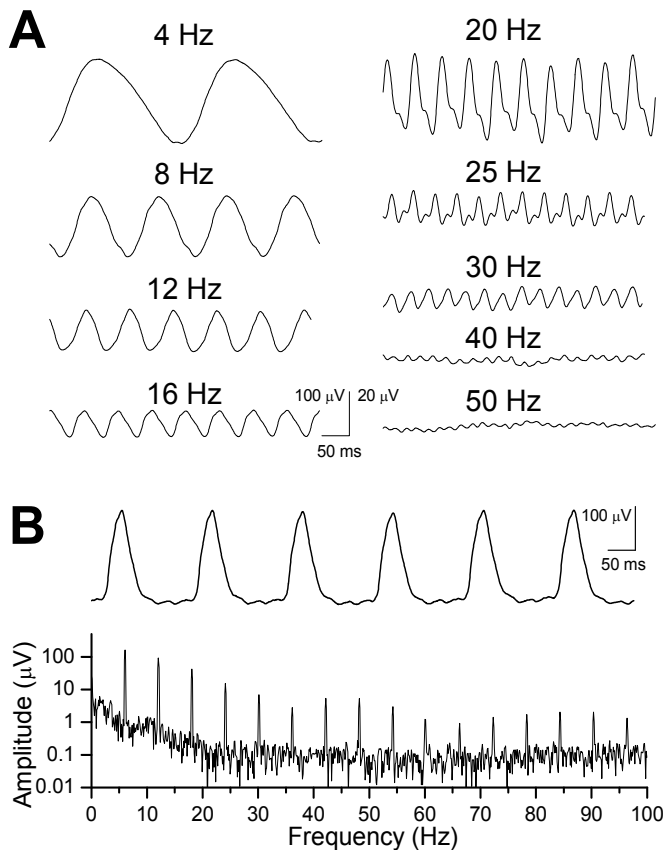 A
4 Hz
8 Hz
12 Hz
16 Hz
20 Hz
25 Hz
30 Hz
40 Hz
50 Hz
100 μV 20 μV
50 ms
B
100 μV
50 ms
Amplitude (μV)
100
10
1
0.1
0.01
0 10 20 30 40 50 60 70 80 90 100
Frequency (Hz)